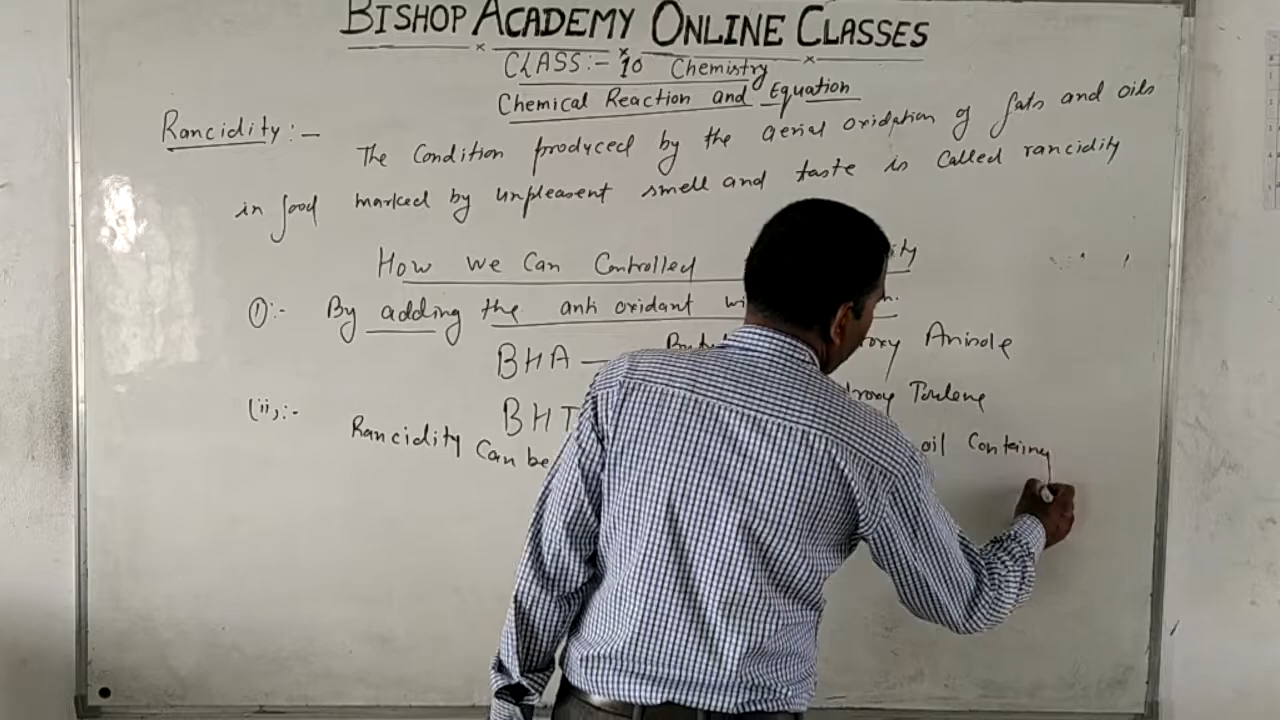 BISHOP ACADEMY ONLINE CLASSES
CLASS:- 10 Chemistry
Chemical Reaction and Equation
Rancidity :-
The Condition produced by the aerial oxidation of fats and oils
in food marked by unpleasent smell and taste is Called rancidity
How we Can Controlled
①:- By adding the anti oxidant
BHA — Anisole
(ii):- BHT Toulene
Rancidity Can be oil Containing